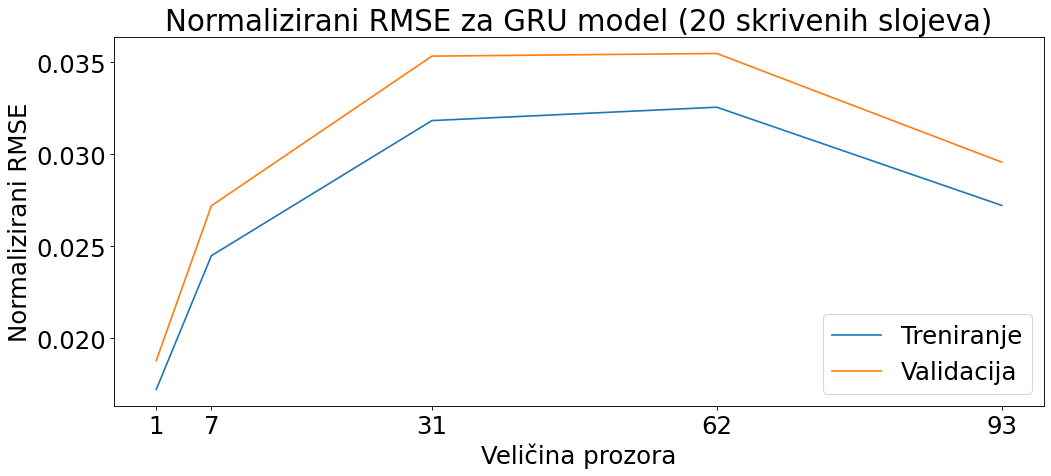 Normalizirani RMSE za GRU model (20 skrivenih slojeva)
Normalizirani RMSE
0.035
0.030
0.025
0.020
Treniranje
Validacija
1 7 31 62 93
Veličina prozora